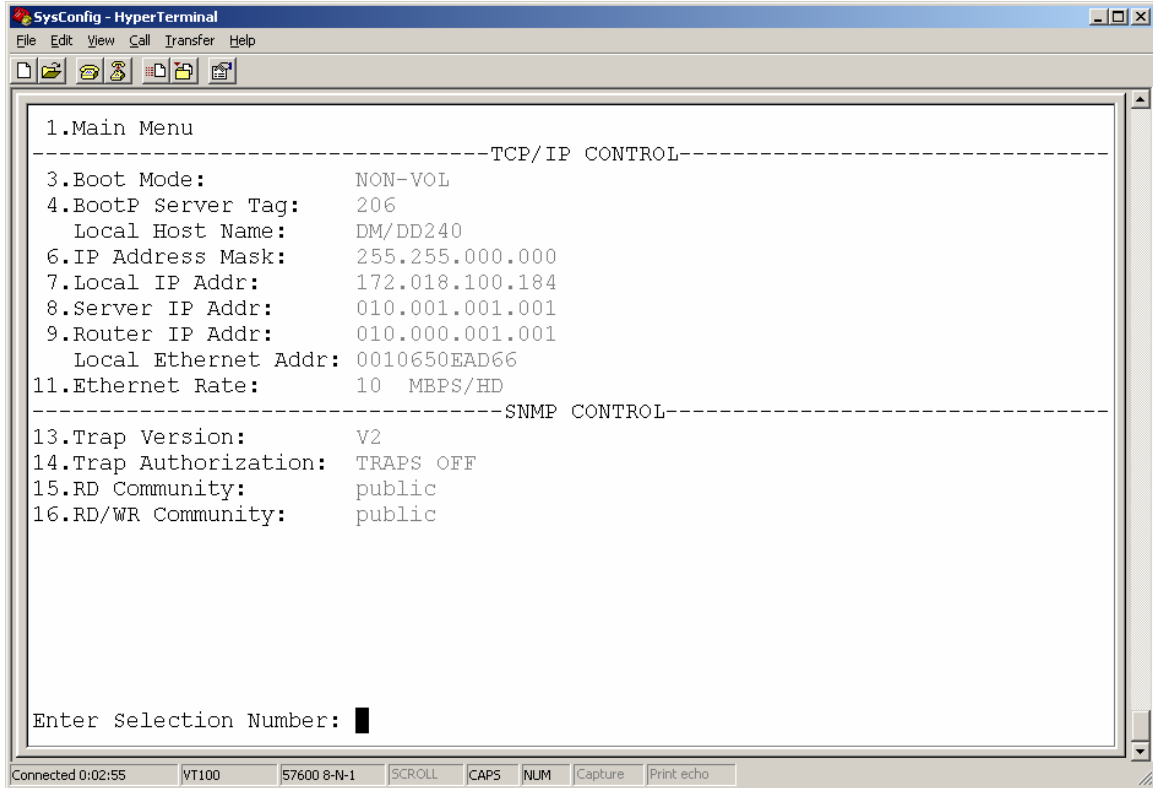 SysConfig - HyperTerminal
File Edit View Call Transfer Help
1.Main Menu
---------------------------------TCP/IP CONTROL-------------------------------
3.Boot Mode: NON-VOL
4.BootP Server Tag: 206
Local Host Name: DM/DD240
6.IP Address Mask: 255.255.000.000
7.Local IP Addr: 172.018.100.184
8.Server IP Addr: 010.001.001.001
9.Router IP Addr: 010.000.001.001
Local Ethernet Addr: 0010650EAD66
11.Ethernet Rate: 10 MBPS/HD
----------------------------------SNMP CONTROL--------------------------------
13.Trap Version: V2
14.Trap Authorization: TRAPS OFF
15.RD Community: public
16.RD/WR Community: public
Enter Selection Number:
Connected 0:02:55 VT100 57600 8-N-1 SCROLL CAPS NUM Capture Print echo